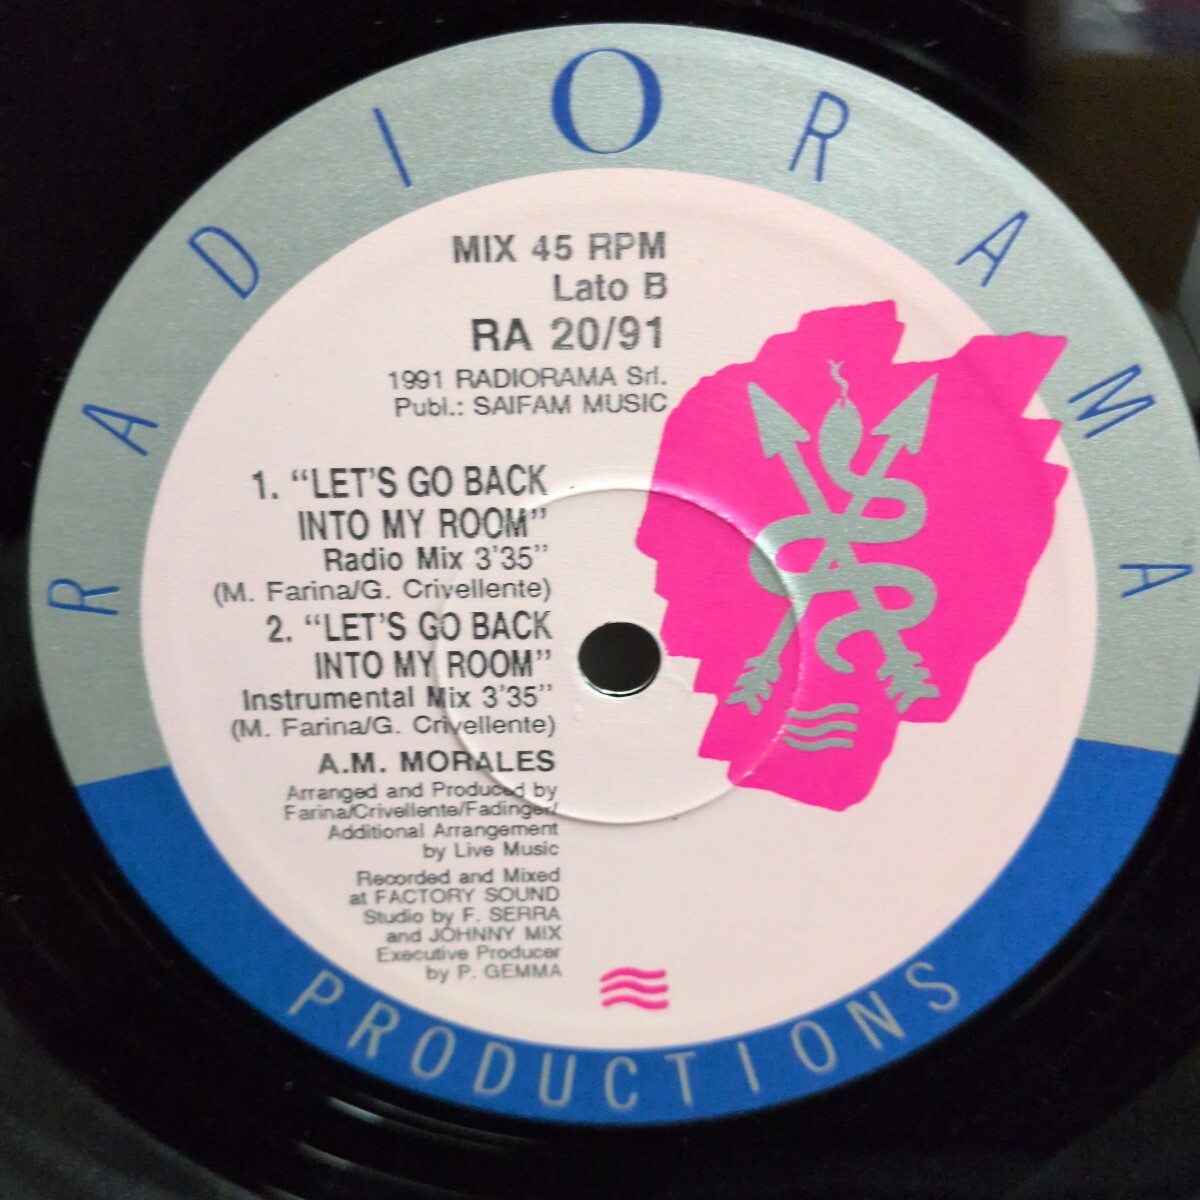 RADIORAMA
MIX 45 RPM
Lato B
RA 20/91
1991 RADIORAMA Srl.
Publ.: SAIFAM MUSIC
1. "LET'S GO BACK
INTO MY ROOM"
Radio Mix 3'35"
(M. Farina/G. Crivellente)
2. "LET'S GO BACK
INTO MY ROOM"
Instrumental Mix 3'35"
(M. Farina/G. Crivellente)
A.M. MORALES
Arranged and Produced by
Farina/Crivellente/Fadinger/
Additional Arrangement
by Live Music
Recorded and Mixed
at FACTORY SOUND
Studio by F. SERRA
and JOHNNY MIX
Executive Producer
by P. GEMMA
PRODUCTIONS